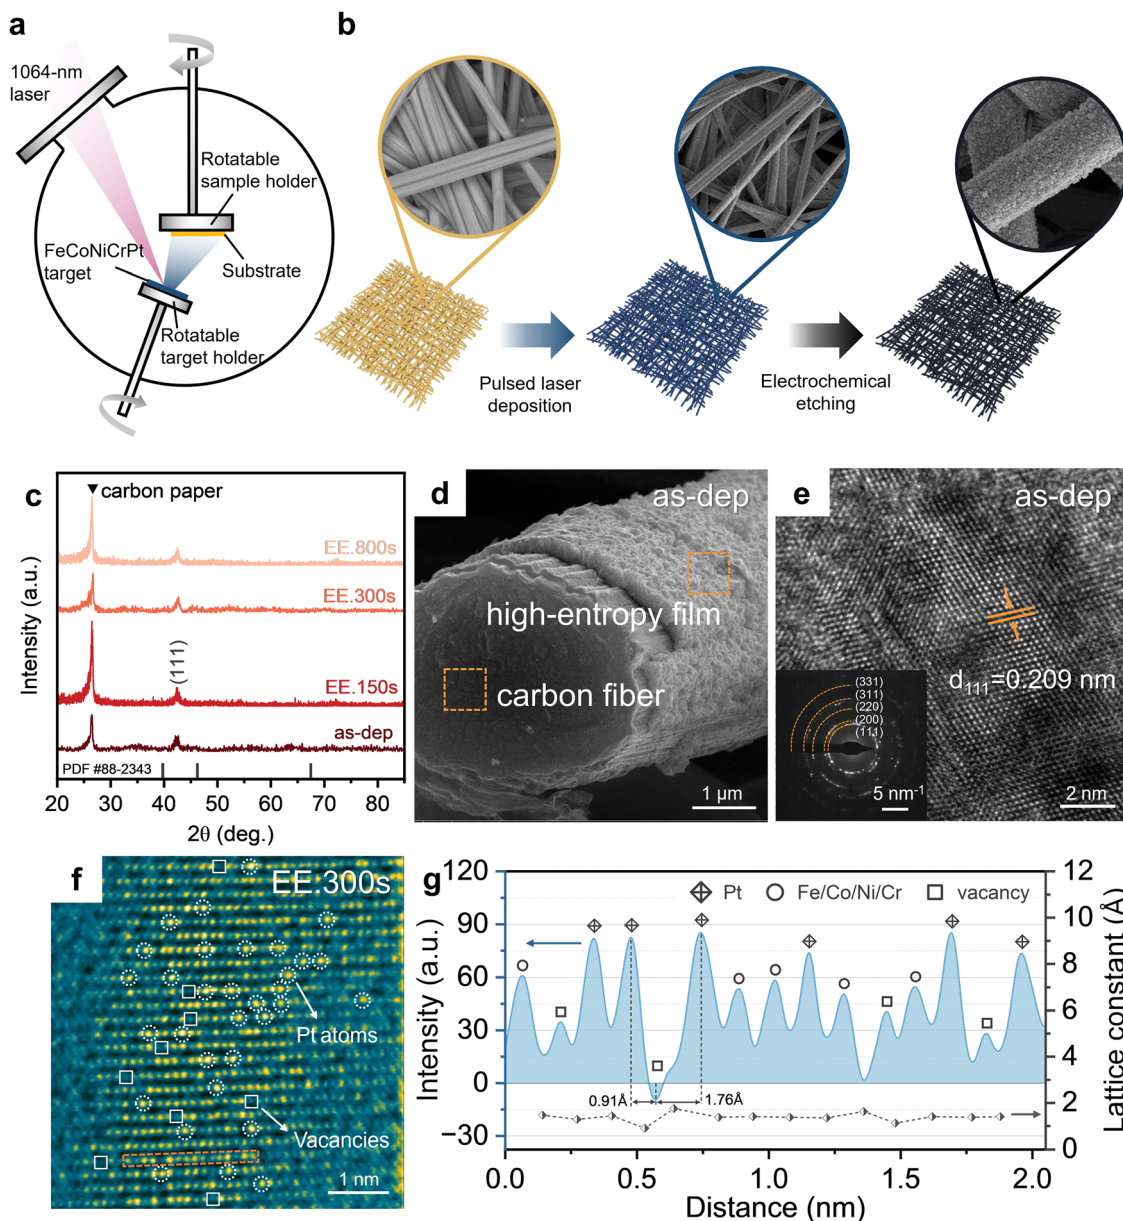 a
1064-nm
laser
Rotatable
sample holder
FeCoNiCrPt
target
Substrate
Rotatable
target holder
b
Pulsed laser
deposition
Electrochemical
etching
c
▼carbon paper
EE.800s
EE.300s
(111)
EE.150s
as-dep
PDF #88-2343
20 30 40 50 60 70 80
2θ (deg.)
Intensity (a.u.)
d
as-dep
high-entropy film
carbon fiber
1 μm
e
as-dep
d111=0.209 nm
(331)
(311)
(220)
(200)
(111)
5 nm-1
2 nm
f
EE.300s
Pt atoms
Vacancies
1 nm
g
Pt
Fe/Co/Ni/Cr
vacancy
120
90
60
30
0
−30
Intensity (a.u.)
0.91Å
1.76Å
12
10
8
6
4
2
0
Lattice constant (Å)
0.0 0.5 1.0 1.5 2.0
Distance (nm)